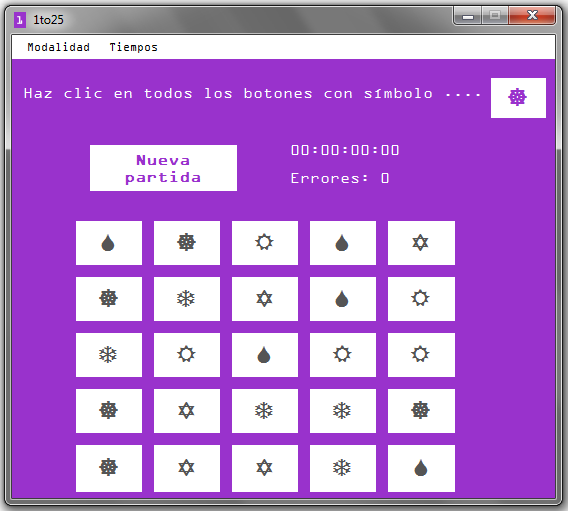 1to25
Modalidad Tiempos
Haz clic en todos los botones con símbolo ----
Nueva
partida
00:00:00:00
Errores: 0